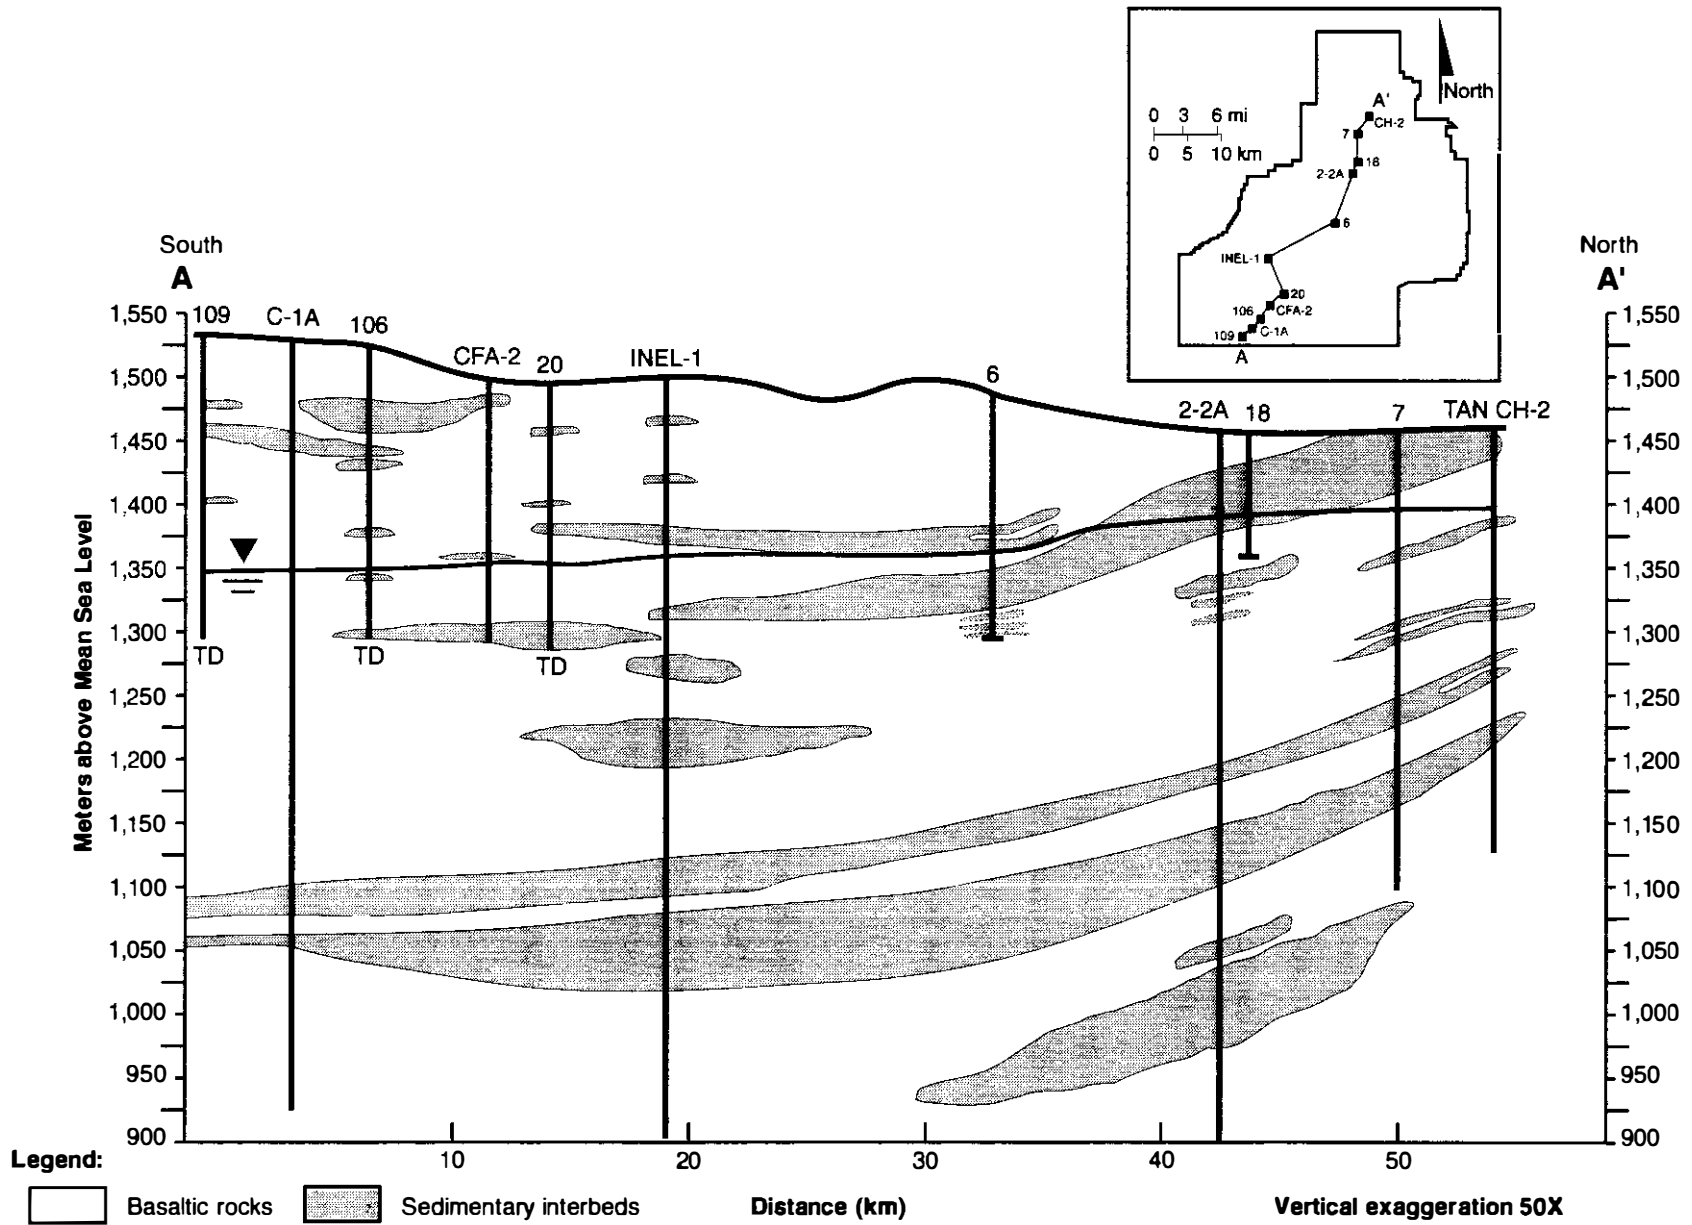 North
A'
CH-2
0 3 6 mi
0 5 10 km
7
18
2-2A
6
INEL-1
20
106
CFA-2
109
C-1A
A
South
A
North
A'
109
C-1A
106
CFA-2
20
INEL-1
6
2-2A
18
7
TAN CH-2
1,550
1,500
1,450
1,400
1,350
1,300
1,250
1,200
1,150
1,100
1,050
1,000
950
900
Meters above Mean Sea Level
TD
TD
TD
1,550
1,500
1,450
1,400
1,350
1,300
1,250
1,200
1,150
1,100
1,050
1,000
950
900
10
20
30
40
50
Legend:
Basaltic rocks
Sedimentary interbeds
Distance (km)
Vertical exaggeration 50X